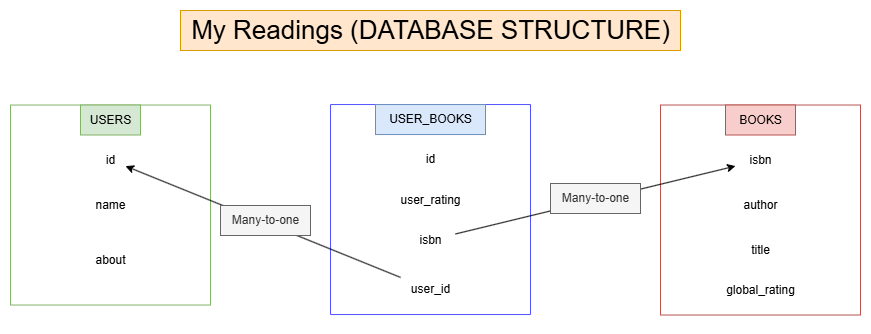 My Readings (DATABASE STRUCTURE)
USERS
id
name
about
Many-to-one
USER_BOOKS
id
user_rating
isbn
user_id
Many-to-one
BOOKS
isbn
author
title
global_rating